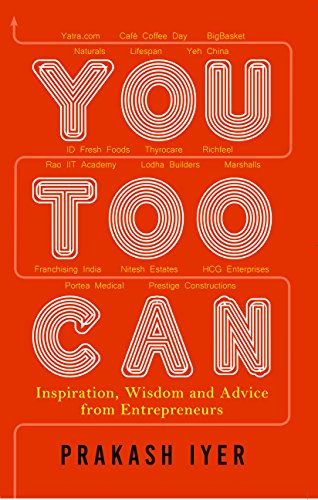 Yatra.com Café Coffee Day BigBasket
Naturals Lifespan Yeh China
YOU
ID Fresh Foods Thyrocare Richfeel
Rao IIT Academy Lodha Builders Marshalls
TOO
Franchising India Nitesh Estates HCG Enterprises
Portea Medical Prestige Constructions
CAN
Inspiration, Wisdom and Advice
from Entrepreneurs
PRAKASH IYER